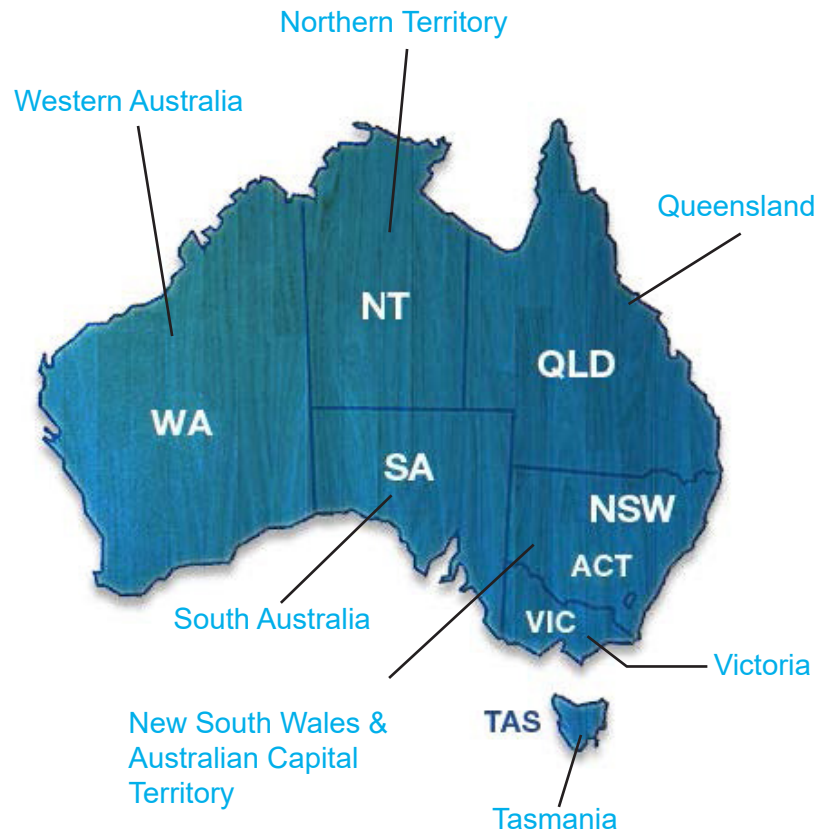 Northern Territory
Western Australia
Queensland
NT
QLD
WA
SA
NSW
ACT
South Australia
VIC
Victoria
New South Wales &
Australian Capital
Territory
TAS
Tasmania